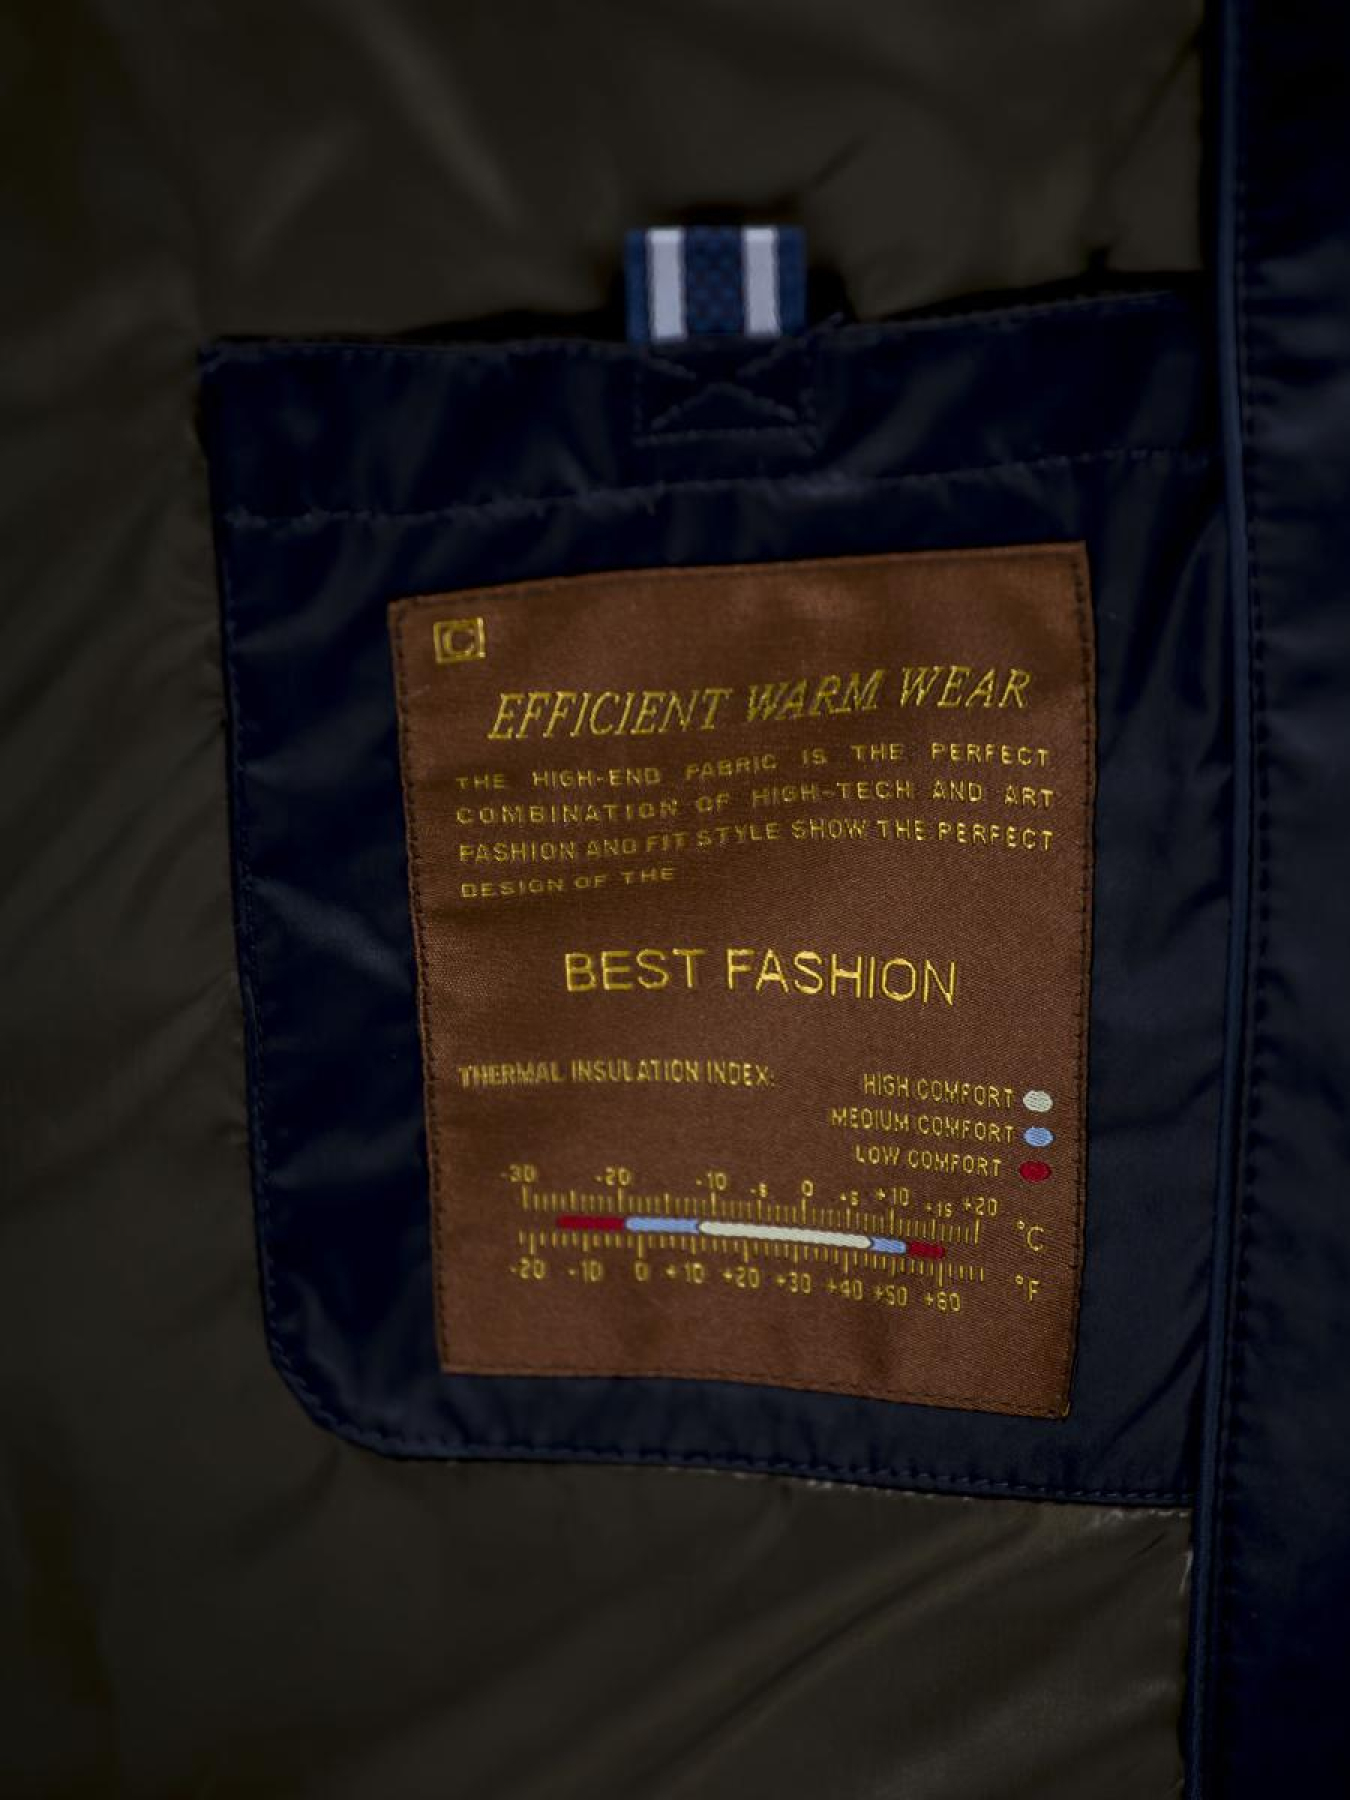 C
EFFICIENT WARM WEAR
THE HIGH-END FABRIC IS THE PERFECT
COMBINATION OF HIGH-TECH AND ART
FASHION AND FIT STYLE SHOW THE PERFECT
DESIGN OF THE
BEST FASHION
THERMAL INSULATION INDEX:
HIGH COMFORT
MEDIUM COMFORT
LOW COMFORT
-30 -20 -10 -5 0 +5 +10 +15 +20
°C
-20 -10 0 +10 +20 +30 +40 +50 +60
°F